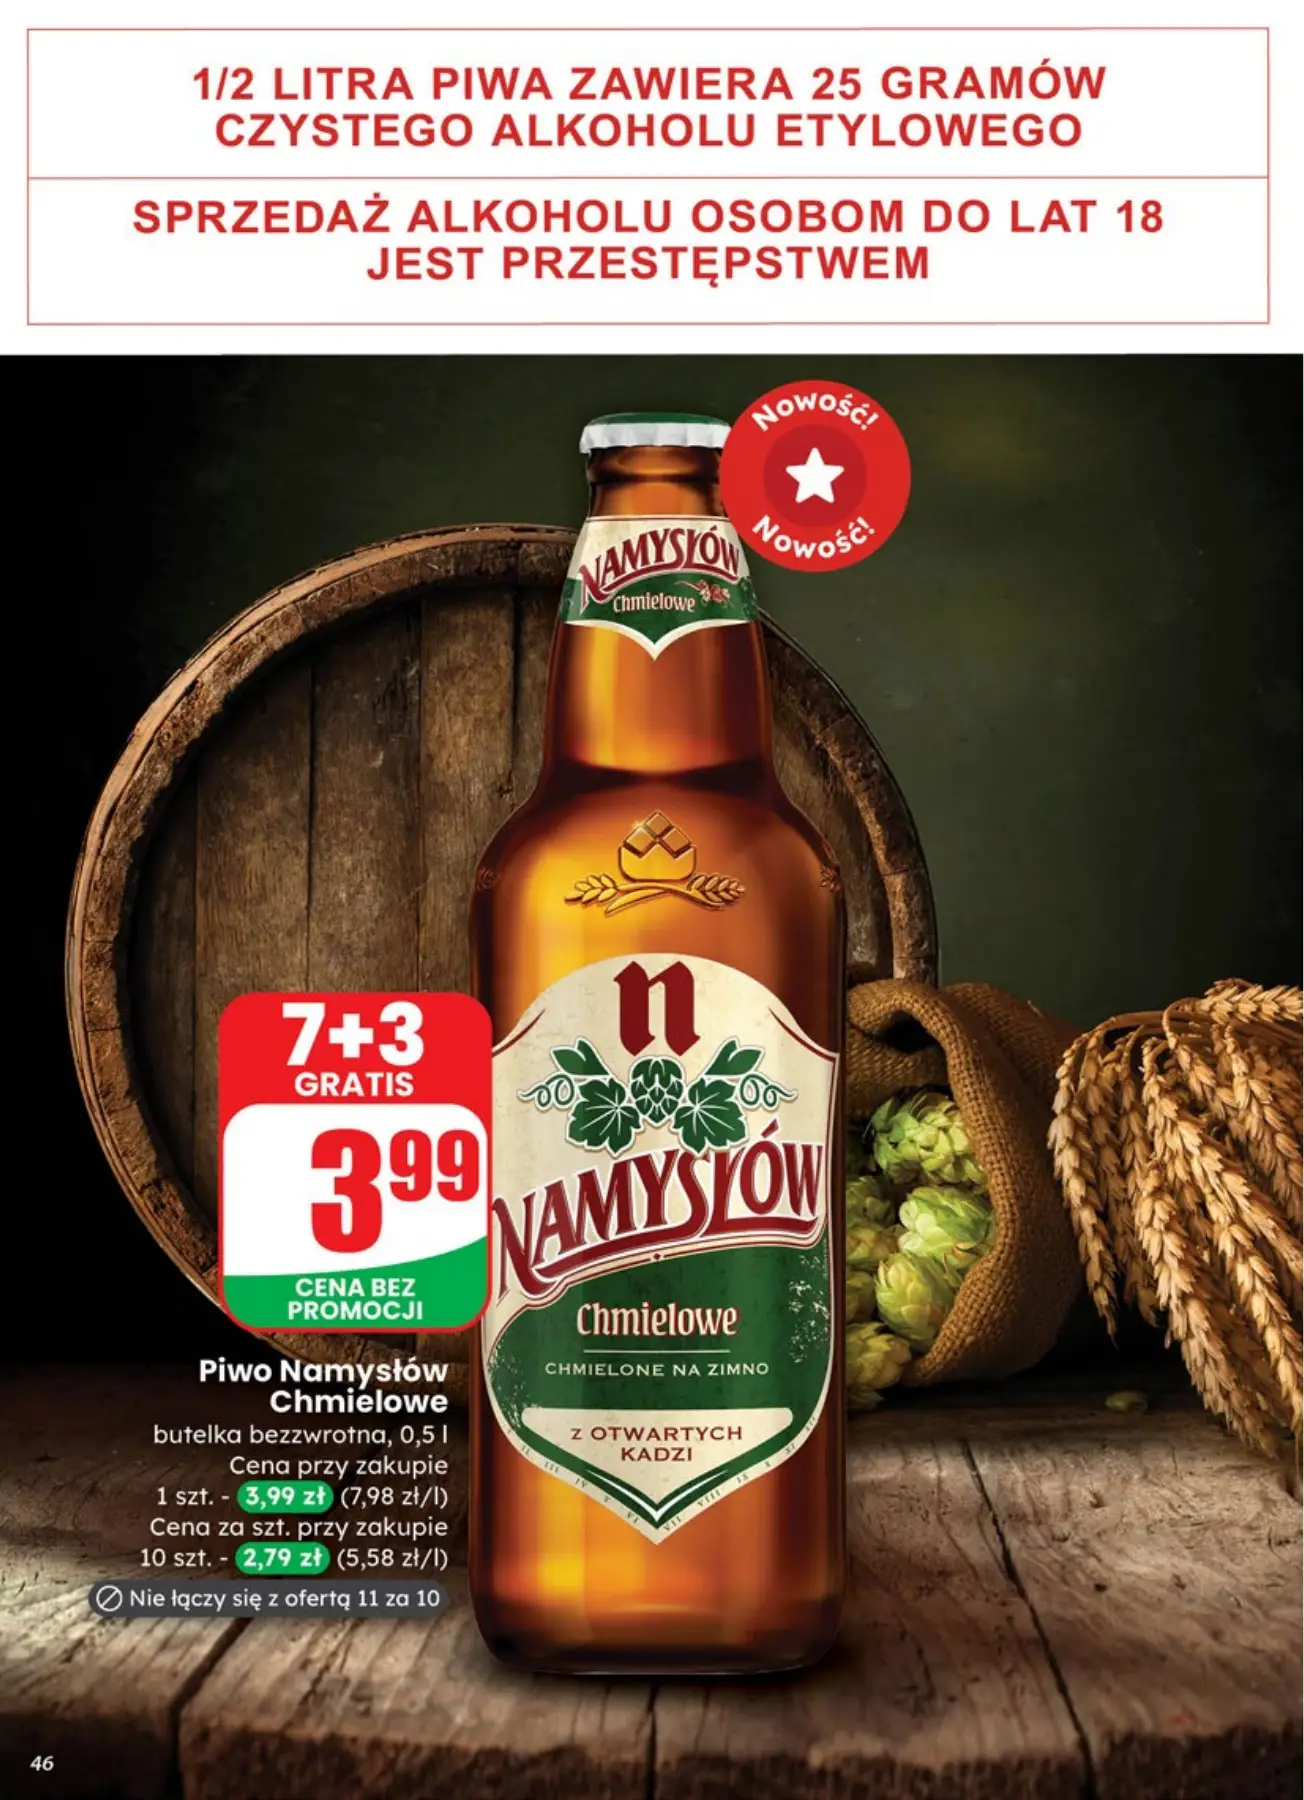 1/2 LITRA PIWA ZAWIERA 25 GRAMÓW
CZYSTEGO ALKOHOLU ETYLOWEGO
SPRZEDAŻ ALKOHOLU OSOBOM DO LAT 18
JEST PRZESTĘPSTWEM
Nowość!
Nowość!
NAMYSŁÓW
Chmielowe
n
NAMYSŁÓW
Chmielowe
CHMIELONE NA ZIMNO
Z OTWARTYCH
KADZI
7+3
GRATIS
3 99
CENA BEZ
PROMOCJI
Piwo Namysłów
Chmielowe
butelka bezzwrotna, 0,5 l
Cena przy zakupie
1 szt. - 3,99 zł (7,98 zł/l)
Cena za szt. przy zakupie
10 szt. - 2,79 zł (5,58 zł/l)
Nie łączy się z ofertą 11 za 10
46